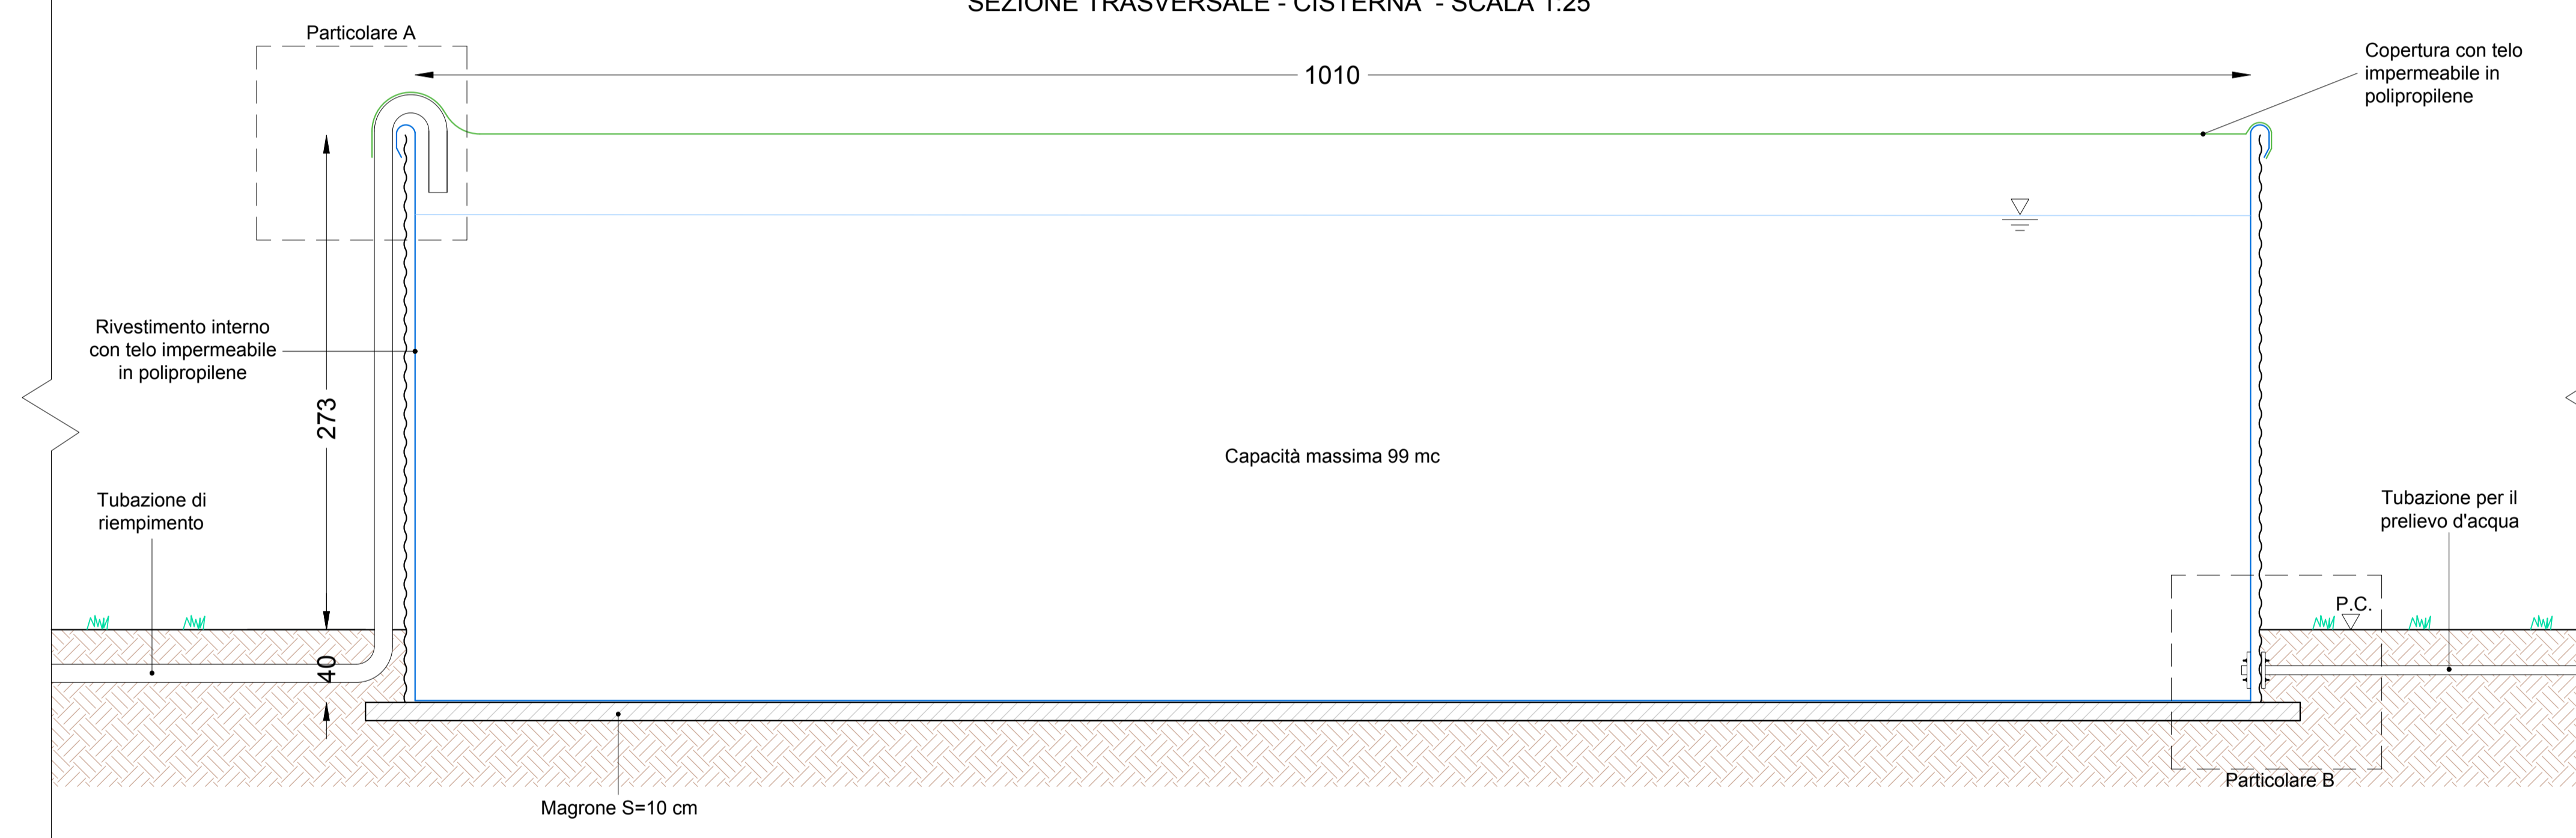 SEZIONE TRASVERSALE - CISTERNA - SCALA 1:25
Particolare A
1010
Copertura con telo
impermeabile in
polipropilene
Rivestimento interno
con telo impermeabile
in polipropilene
273
Capacità massima 99 mc
Tubazione di
riempimento
Tubazione per il
prelievo d'acqua
P.C.
40
Particolare B
Magrone S=10 cm